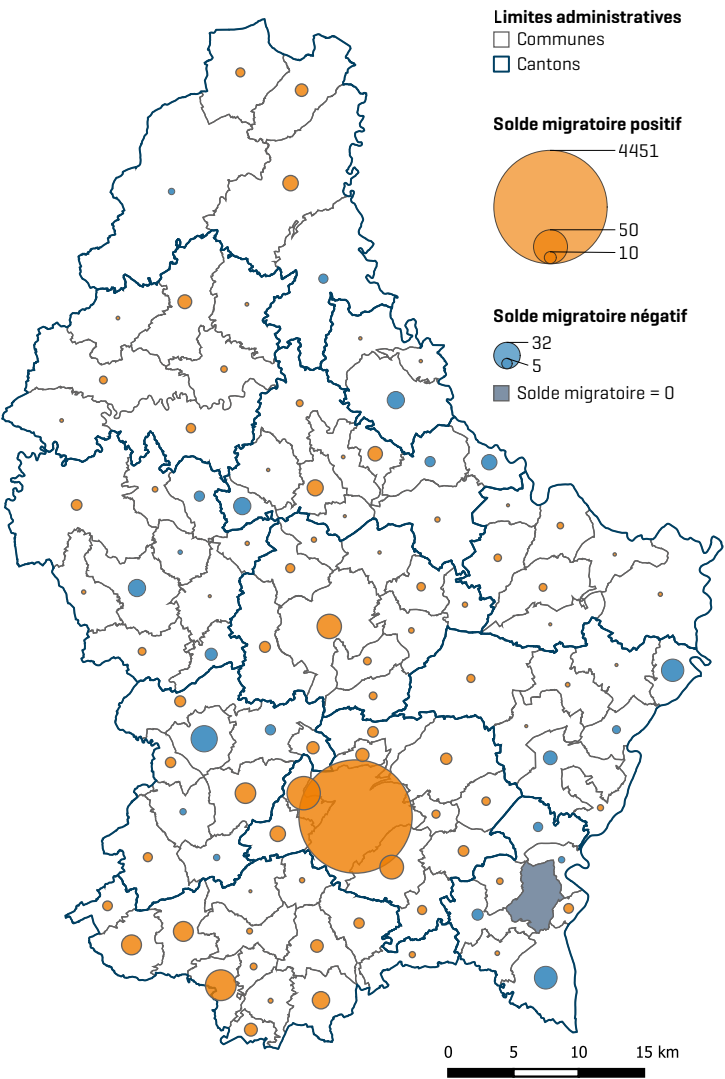 Limites administratives
Communes
Cantons
Solde migratoire positif
4451
50
10
Solde migratoire négatif
32
5
Solde migratoire = 0
0 5 10 15 km